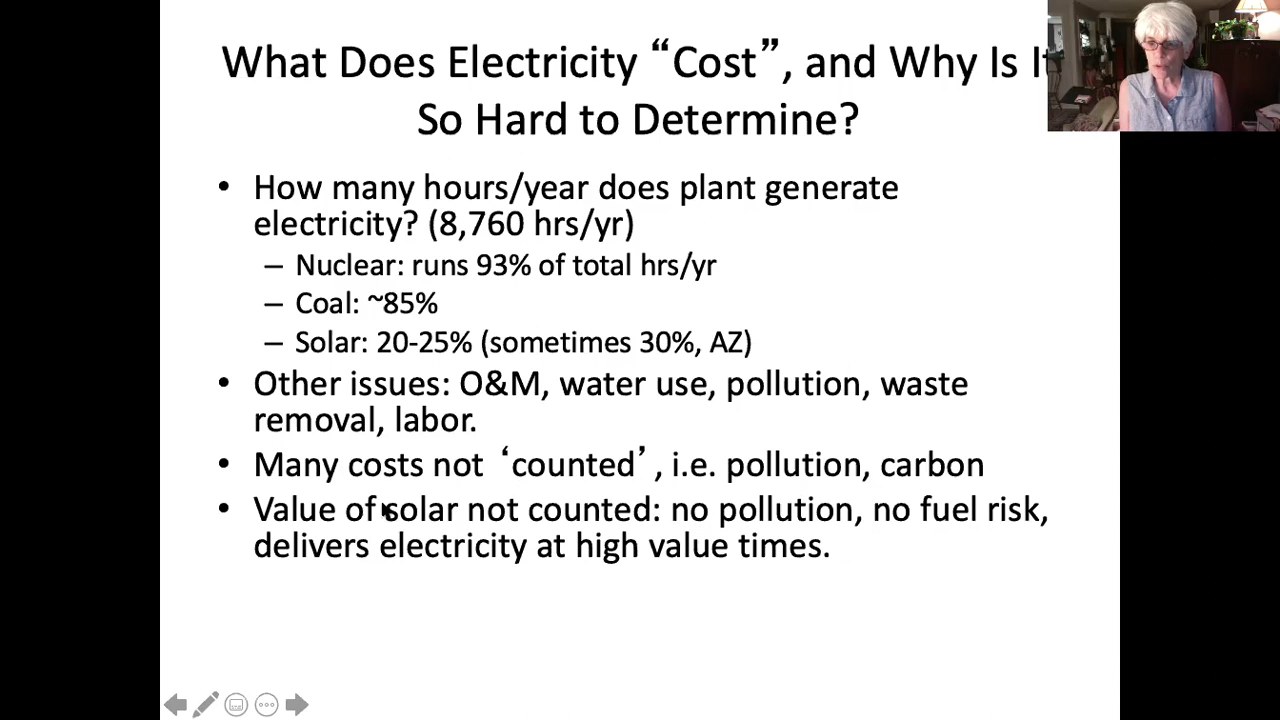 What Does Electricity “Cost”, and Why Is It
So Hard to Determine?
• How many hours/year does plant generate
electricity? (8,760 hrs/yr)
– Nuclear: runs 93% of total hrs/yr
– Coal: ~85%
– Solar: 20-25% (sometimes 30%, AZ)
• Other issues: O&M, water use, pollution, waste
removal, labor.
• Many costs not ‘counted’, i.e. pollution, carbon
• Value of solar not counted: no pollution, no fuel risk,
delivers electricity at high value times.